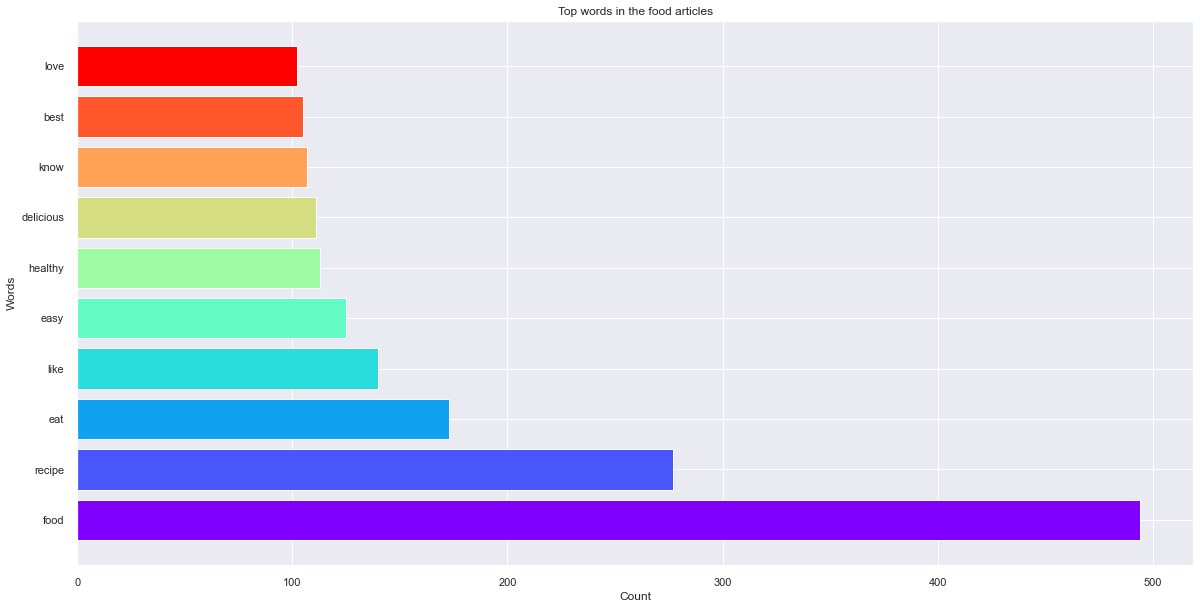 Top words in the food articles
love
best
know
delicious
healthy
easy
like
eat
recipe
food
Words
0 100 200 300 400 500
Count